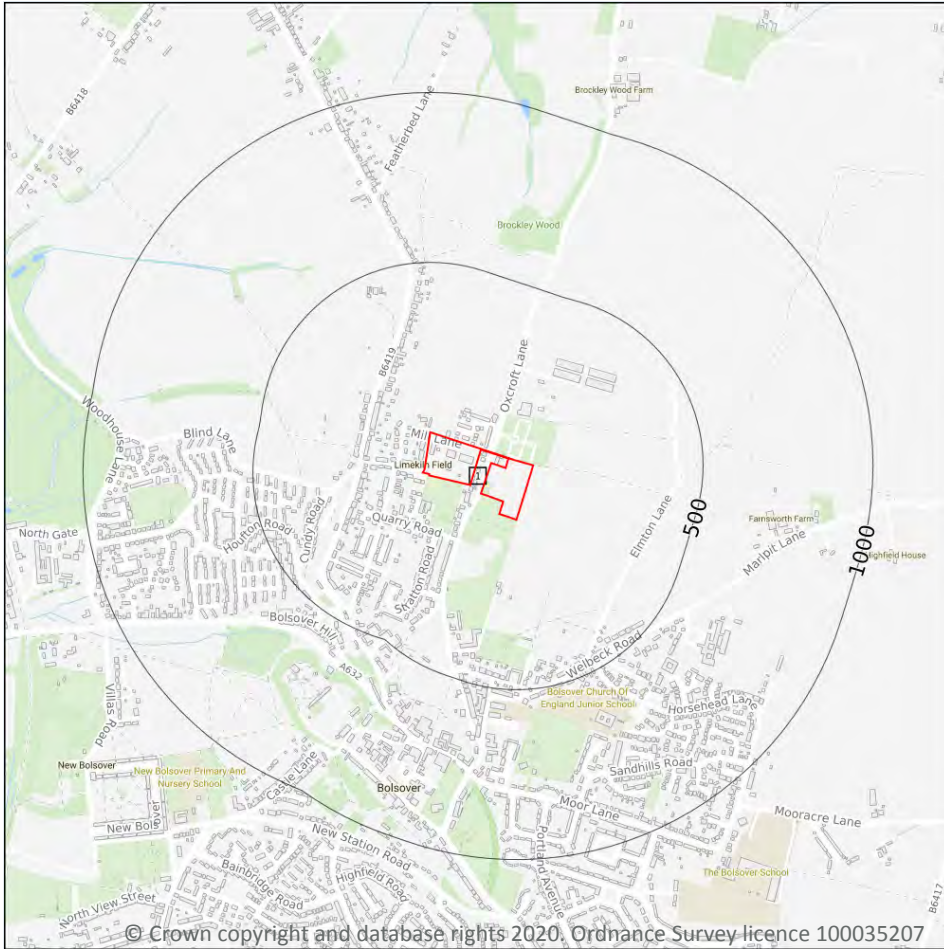 B6418
Featherbed Lane
Brockley Wood Farm
Brockley Wood
B6419
Oxcroft Lane
Woodhouse Lane
Blind Lane
Mill Lane
Limekiln Field
1
North Gate
Houfton Road
Cundy Road
Quarry Road
Stratton Road
Elmton Lane
500
1000
Farnsworth Farm
Marlpit Lane
Highfield House
Bolsover Hill
A632
Welbeck Road
Villas Road
Bolsover Church Of
England Junior School
Horsehead Lane
New Bolsover
New Bolsover Primary And
Nursery School
Castle Lane
Bolsover
Sandhills Road
Moor Lane
Mooracre Lane
New Bolsover
New Station Road
Portland Avenue
Bainbridge Road
Highfield Road
The Bolsover School
North View Street
B6417
© Crown copyright and database rights 2020. Ordnance Survey licence 100035207